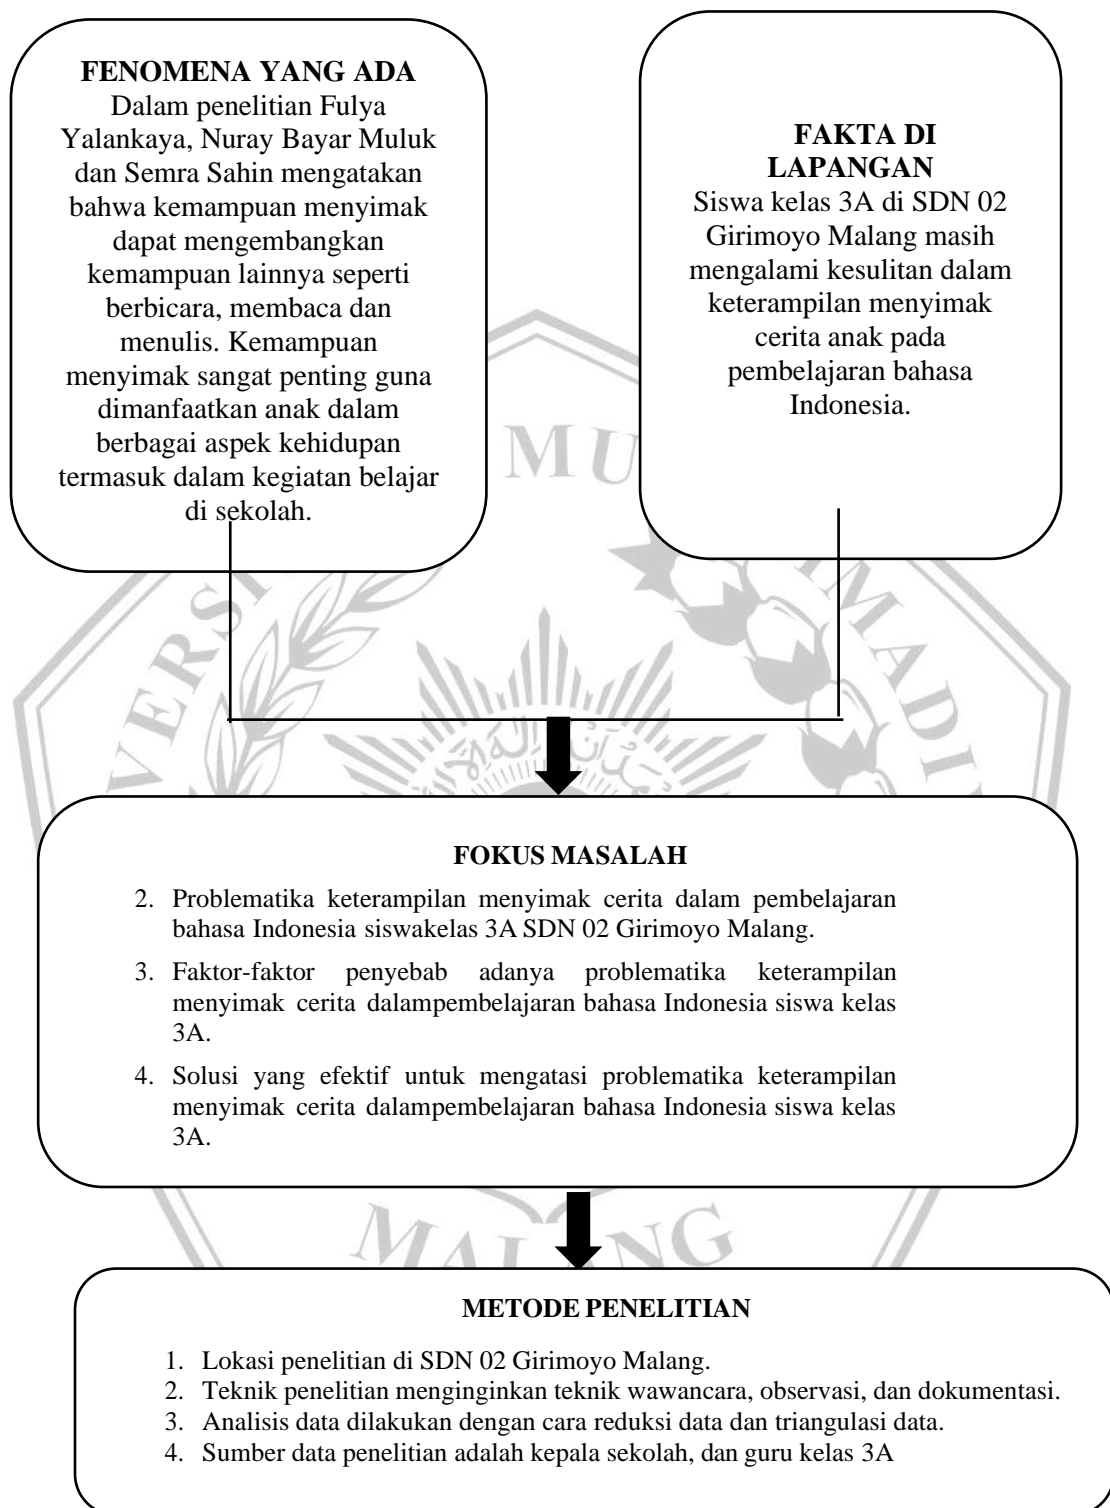 FENOMENA YANG ADA
Dalam penelitian Fulya
Yalankaya, Nuray Bayar Muluk
dan Semra Sahin mengatakan
bahwa kemampuan menyimak
dapat mengembangkan
kemampuan lainnya seperti
berbicara, membaca dan
menulis. Kemampuan
menyimak sangat penting guna
dimanfaatkan anak dalam
berbagai aspek kehidupan
termasuk dalam kegiatan belajar
di sekolah.
FAKTA DI
LAPANGAN
Siswa kelas 3A di SDN 02
Girimoyo Malang masih
mengalami kesulitan dalam
keterampilan menyimak
cerita anak pada
pembelajaran bahasa
Indonesia.
FOKUS MASALAH
2. Problematika keterampilan menyimak cerita dalam pembelajaran
bahasa Indonesia siswakelas 3A SDN 02 Girimoyo Malang.
3. Faktor-faktor penyebab adanya problematika keterampilan
menyimak cerita dalampembelajaran bahasa Indonesia siswa kelas
3A.
4. Solusi yang efektif untuk mengatasi problematika keterampilan
menyimak cerita dalampembelajaran bahasa Indonesia siswa kelas
3A.
MALANG
METODE PENELITIAN
1. Lokasi penelitian di SDN 02 Girimoyo Malang.
2. Teknik penelitian menginginkan teknik wawancara, observasi, dan dokumentasi.
3. Analisis data dilakukan dengan cara reduksi data dan triangulasi data.
4. Sumber data penelitian adalah kepala sekolah, dan guru kelas 3A